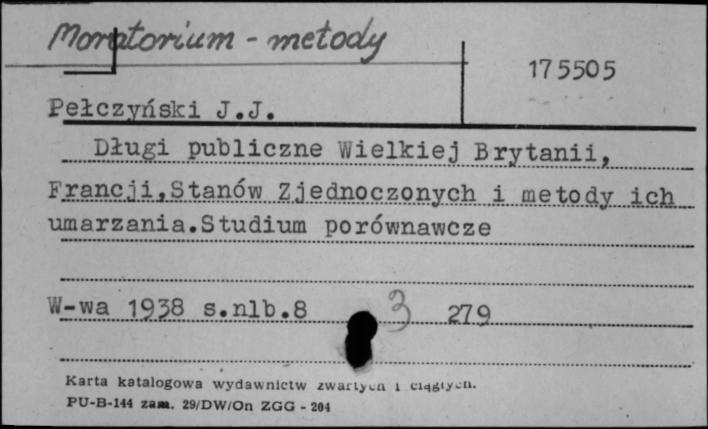 Moratorium - metody
175505
Pełczyński J.J.
Długi publiczne Wielkiej Brytanii,
Francji,Stanów Zjednoczonych i metody ich
umarzania.Studium porównawcze
W-wa 1938 s.nlb.8 3 279
Karta katalogowa wydawnictw zwartych i ciągłych.
PU-B-144 zam. 29/DW/On ZGG - 204